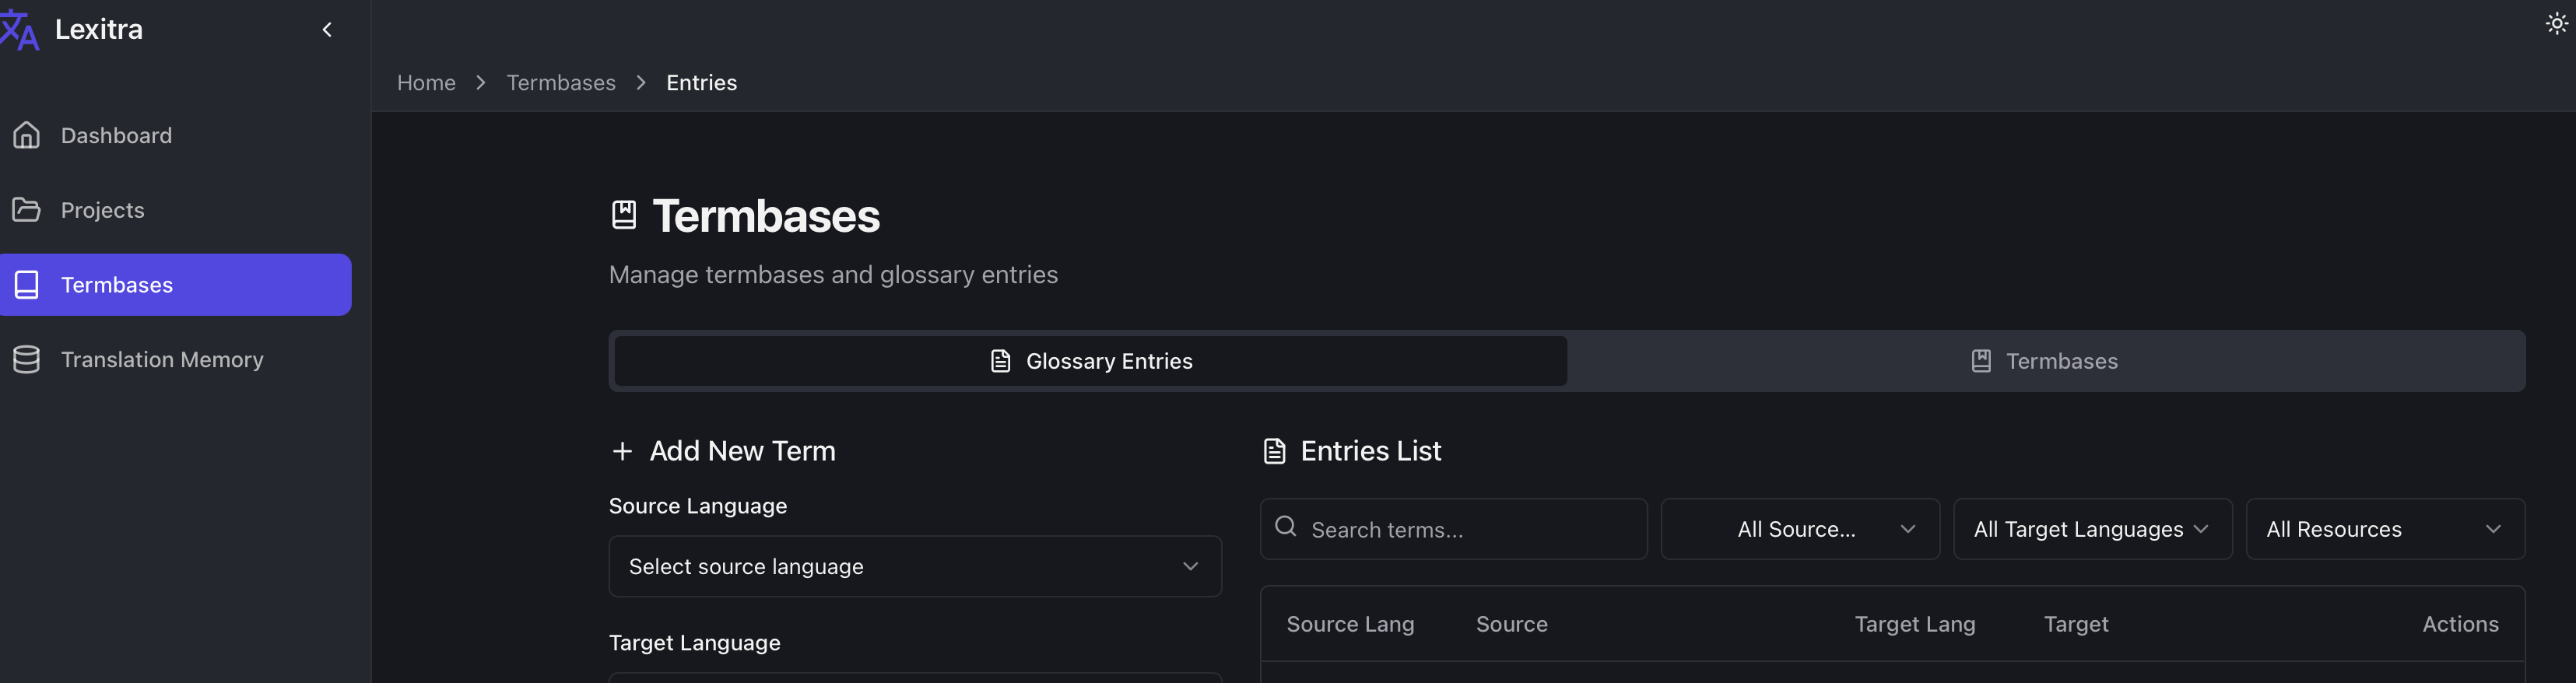 Lexitra
Home > Termbases > Entries
Dashboard
Projects
Termbases
Translation Memory
Termbases
Manage termbases and glossary entries
Glossary Entries
Termbases
Add New Term
Source Language
Select source language
Target Language
Entries List
Search terms...
All Source...
All Target Languages
All Resources
Source Lang Source Target Lang Target Actions